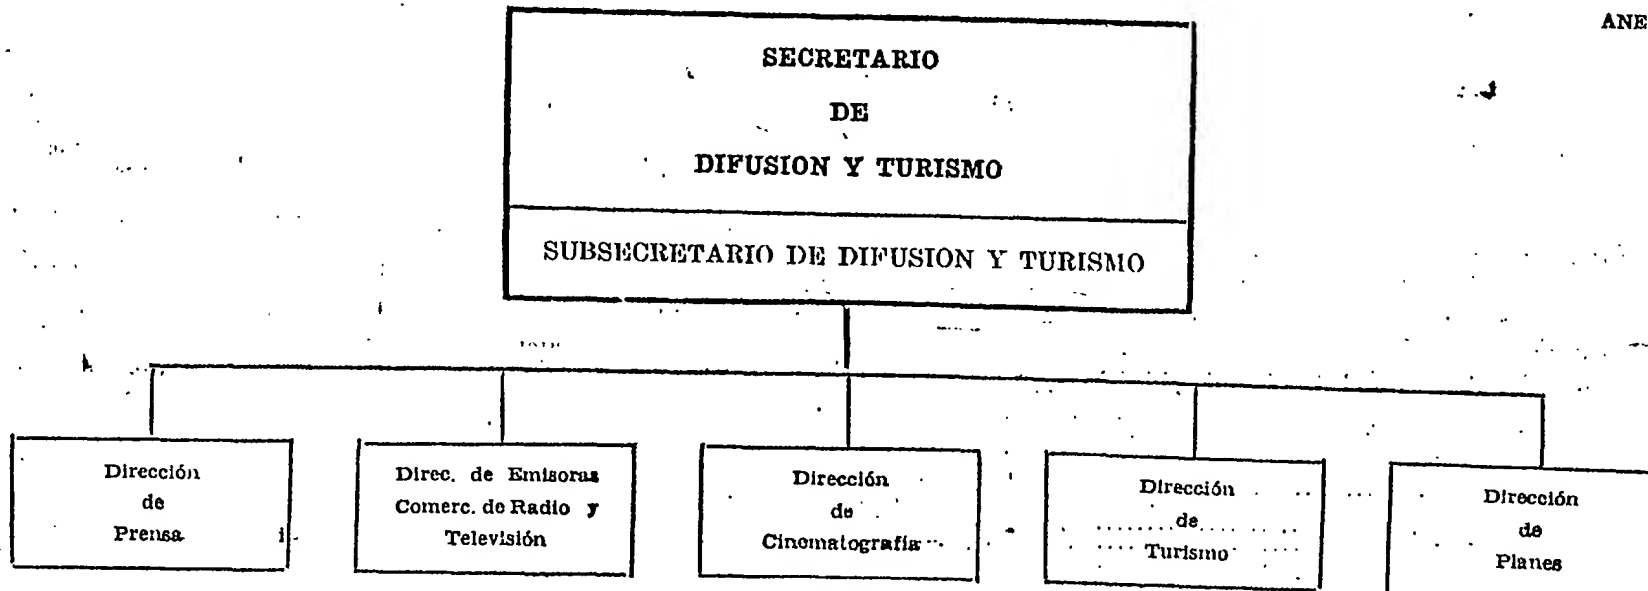 ANE
SECRETARIO
DE
DIFUSION Y TURISMO
SUBSECRETARIO DE DIFUSION Y TURISMO
Dirección
de
Prensa
Direc. de Emisoras
Comerc. de Radio y
Televisión
Dirección
de
Cinematografía
Dirección
de
Turismo
Dirección
de
Planes